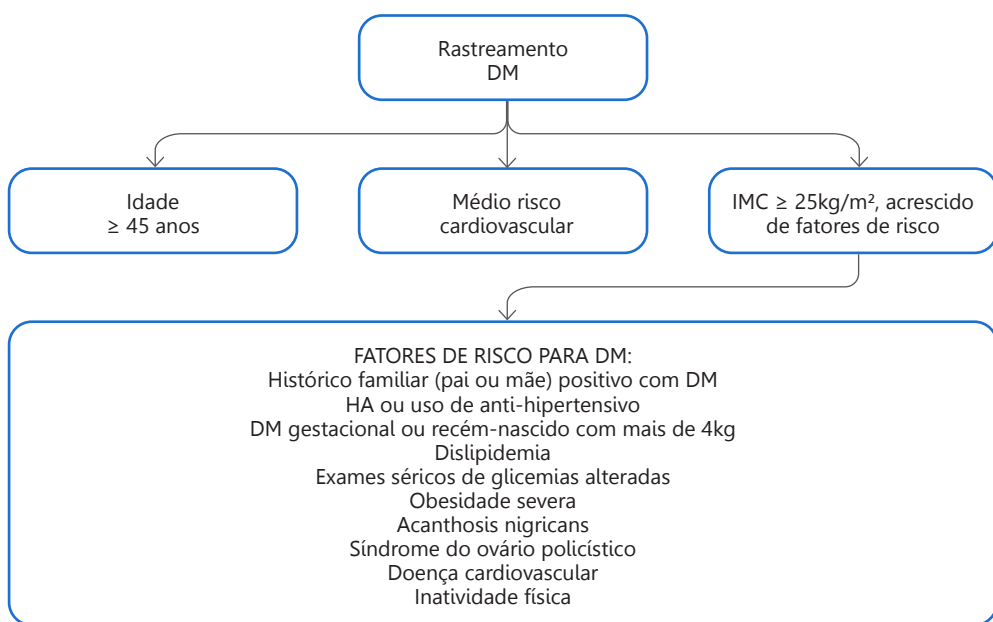 Rastreamento
DM
Idade
≥ 45 anos
Médio risco
cardiovascular
IMC ≥ 25kg/m², acrescido
de fatores de risco
FATORES DE RISCO PARA DM:
Histórico familiar (pai ou mãe) positivo com DM
HA ou uso de anti-hipertensivo
DM gestacional ou recém-nascido com mais de 4kg
Dislipidemia
Exames séricos de glicemias alteradas
Obesidade severa
Acanthosis nigricans
Síndrome do ovário policístico
Doença cardiovascular
Inatividade física